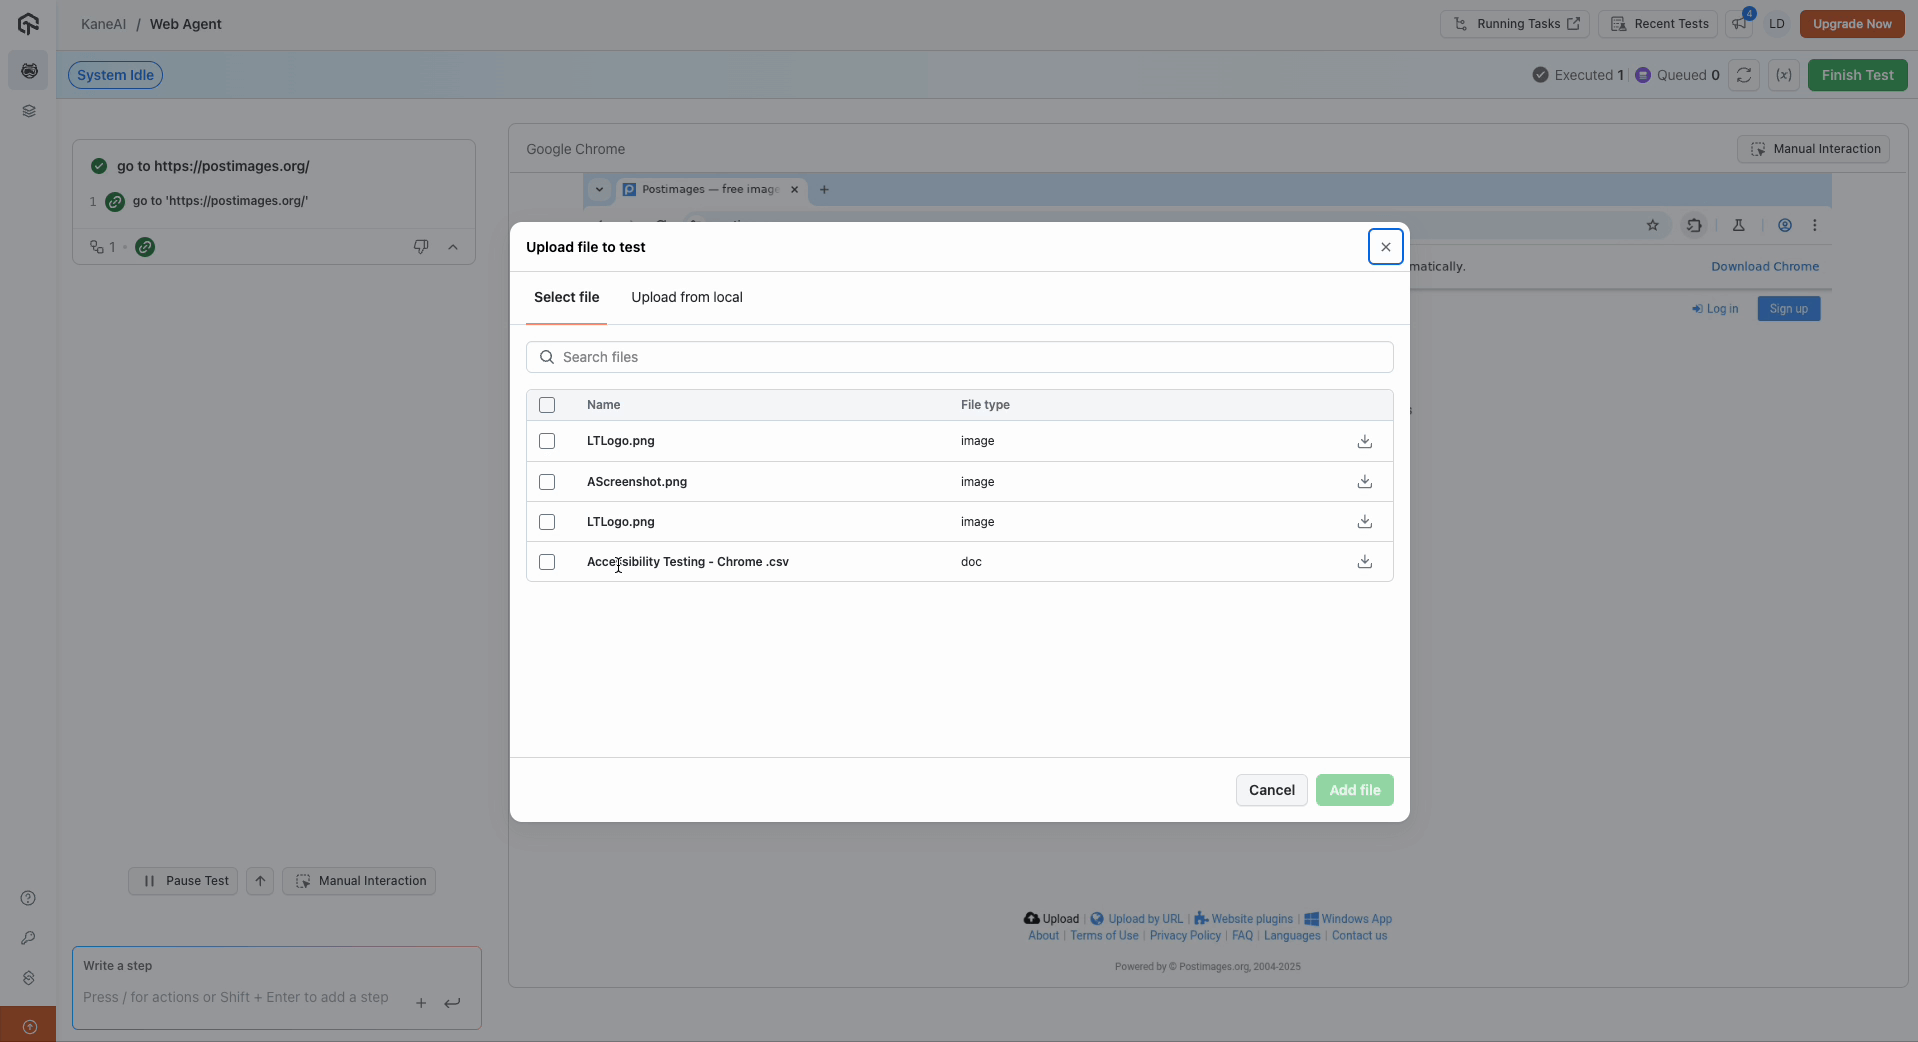 KaneAI / Web Agent
Running Tasks
Recent Tests
4
LD
Upgrade Now
System Idle
Executed 1
Queued 0
(x)
Finish Test
go to https://postimages.org/
1 go to 'https://postimages.org/'
1
Google Chrome
Manual Interaction
Postimages — free image
matically.
Download Chrome
Log in
Sign up
Upload file to test
Select file
Upload from local
Search files
Name File type
LTLogo.png image
AScreenshot.png image
LTLogo.png image
Accessibility Testing - Chrome .csv doc
Cancel
Add file
Pause Test
Manual Interaction
Write a step
Press / for actions or Shift + Enter to add a step
Upload | Upload by URL | Website plugins | Windows App
About | Terms of Use | Privacy Policy | FAQ | Languages | Contact us
Powered by © Postimages.org, 2004-2025